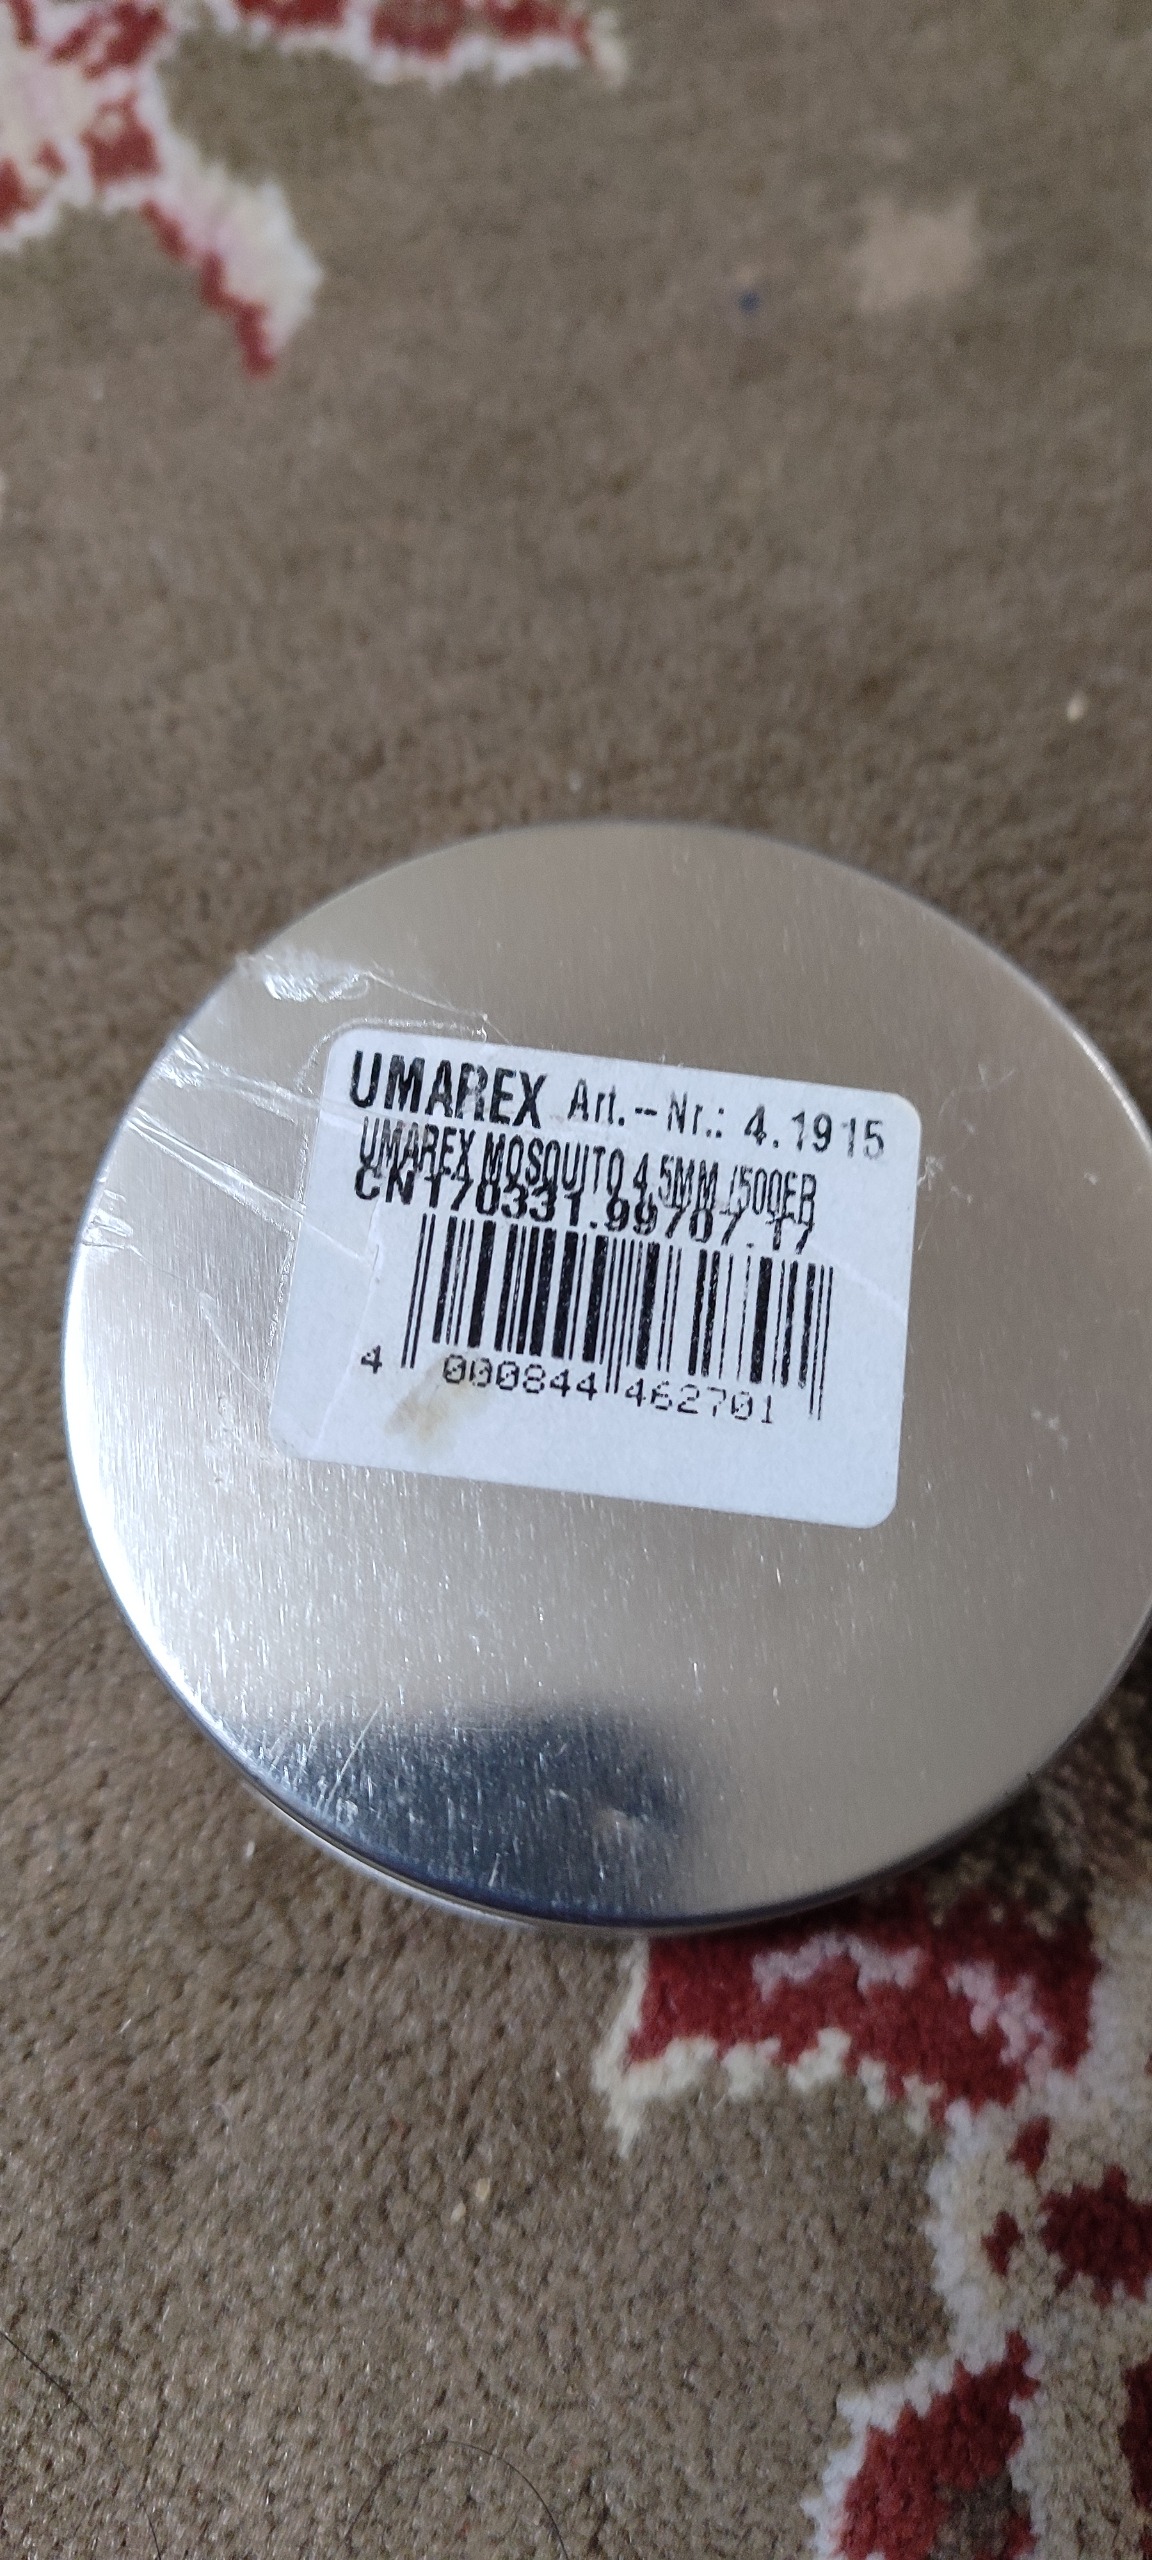 UMAREX Art.-Nr.: 4.1915
UMAREX MOSQUITO 4,5MM /500ER
CN170331.99707.17
4 000844 462701